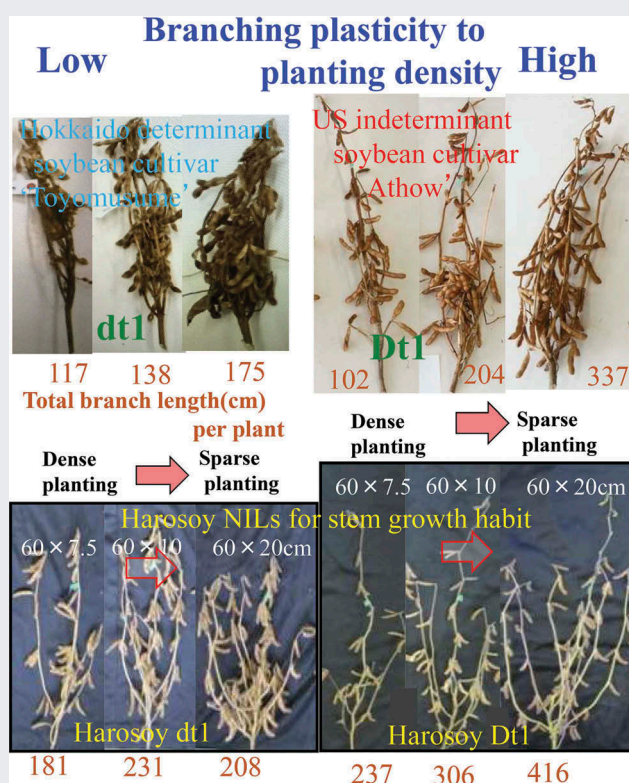 Branching plasticity to
planting density
Low
High
Hokkaido determinant
soybean cultivar
‘Toyomusume’
dt1
117 138 175
Total branch length(cm)
per plant
US indeterminant
soybean cultivar
Athow’
Dt1
102 204 337
Dense
planting
Sparse
planting
Dense
planting
Sparse
planting
Harosoy NILs for stem growth habit
60×7.5 60×10 60×20cm
Harosoy dt1
181 231 208
60×7.5 60×10 60×20cm
Harosoy Dt1
237 306 416